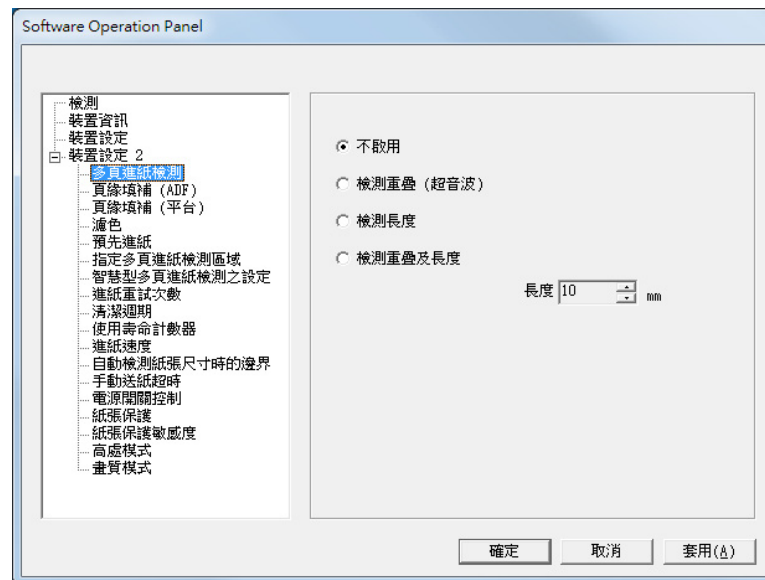 Software Operation Panel
檢測
裝置資訊
裝置設定
裝置設定 2
多頁進紙檢測
頁緣填補 (ADF)
頁緣填補 (平台)
濾色
預先進紙
指定多頁進紙檢測區域
智慧型多頁進紙檢測之設定
進紙重試次數
清潔週期
使用壽命計數器
進紙速度
自動檢測紙張尺寸時的邊界
手動送紙超時
電源開關控制
紙張保護
紙張保護敏感度
高處模式
畫質模式
不啟用
檢測重疊 (超音波)
檢測長度
檢測重疊及長度
長度 10 mm
確定 取消 套用(A)